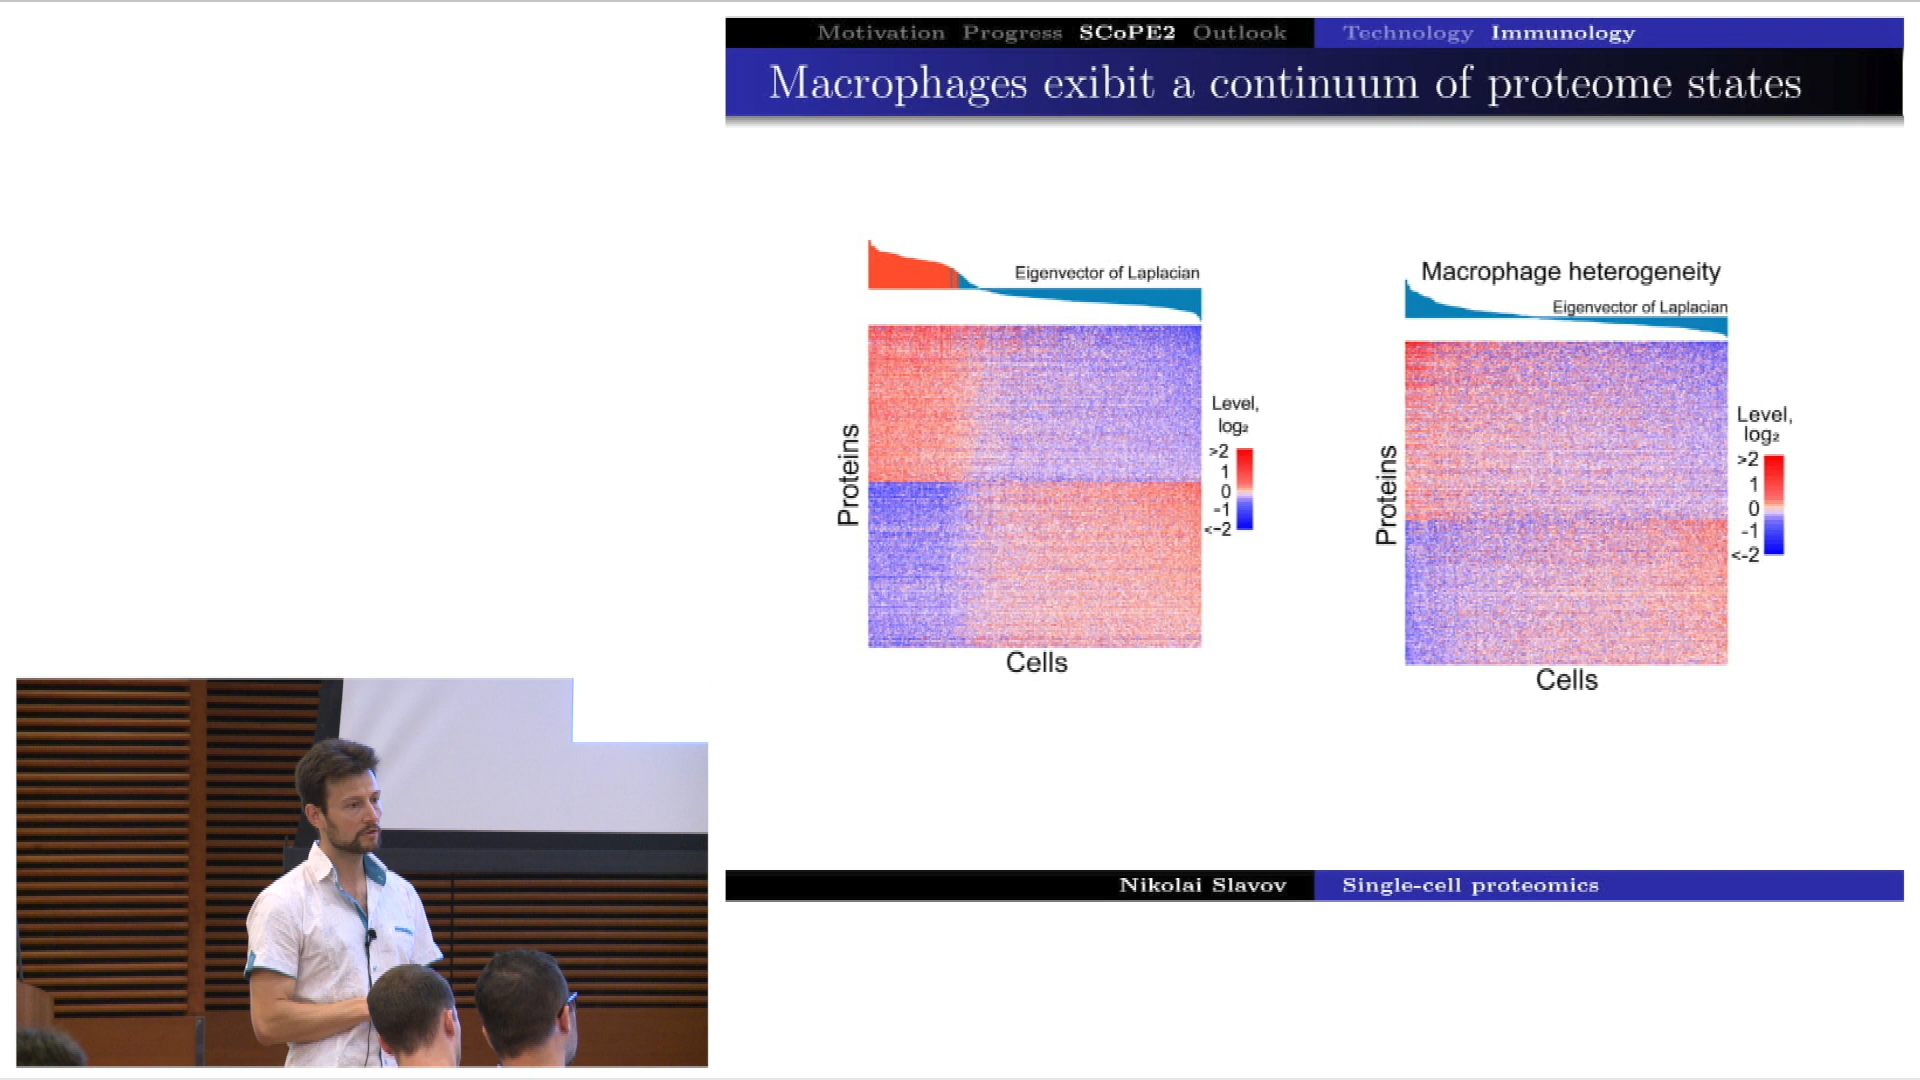 Motivation Progress SCoPE2 Outlook Technology Immunology
Macrophages exibit a continuum of proteome states
Eigenvector of Laplacian
Proteins
Cells
Level,
log₂
>2
1
0
-1
<-2
Macrophage heterogeneity
Eigenvector of Laplacian
Proteins
Cells
Level,
log₂
>2
1
0
-1
<-2
Nikolai Slavov Single-cell proteomics